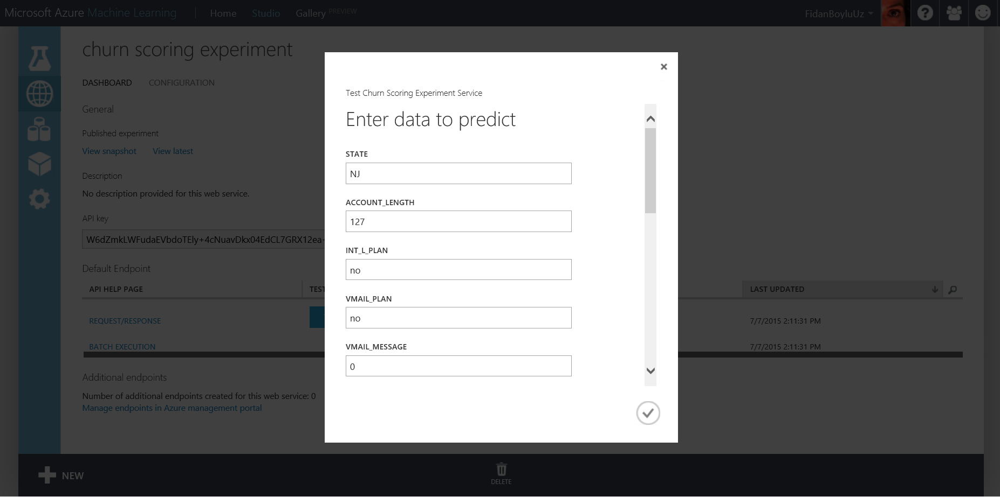 Microsoft Azure Machine Learning
Home
Studio
Gallery PREVIEW
FidanBoyluUz
churn scoring experiment
DASHBOARD
CONFIGURATION
General
Published experiment
View snapshot
View latest
Description
No description provided for this web service.
API key
W6dZmkLWFudaEVbdoTEly+4cNuavDkx04EdCL7GRX12ea
Default Endpoint
API HELP PAGE
TEST
LAST UPDATED
REQUEST/RESPONSE
7/7/2015 2:11:31 PM
BATCH EXECUTION
7/7/2015 2:11:31 PM
Additional endpoints
Number of additional endpoints created for this web service: 0
Manage endpoints in Azure management portal
Test Churn Scoring Experiment Service
Enter data to predict
STATE
NJ
ACCOUNT_LENGTH
127
INT_L_PLAN
no
VMAIL_PLAN
no
VMAIL_MESSAGE
0
NEW
DELETE